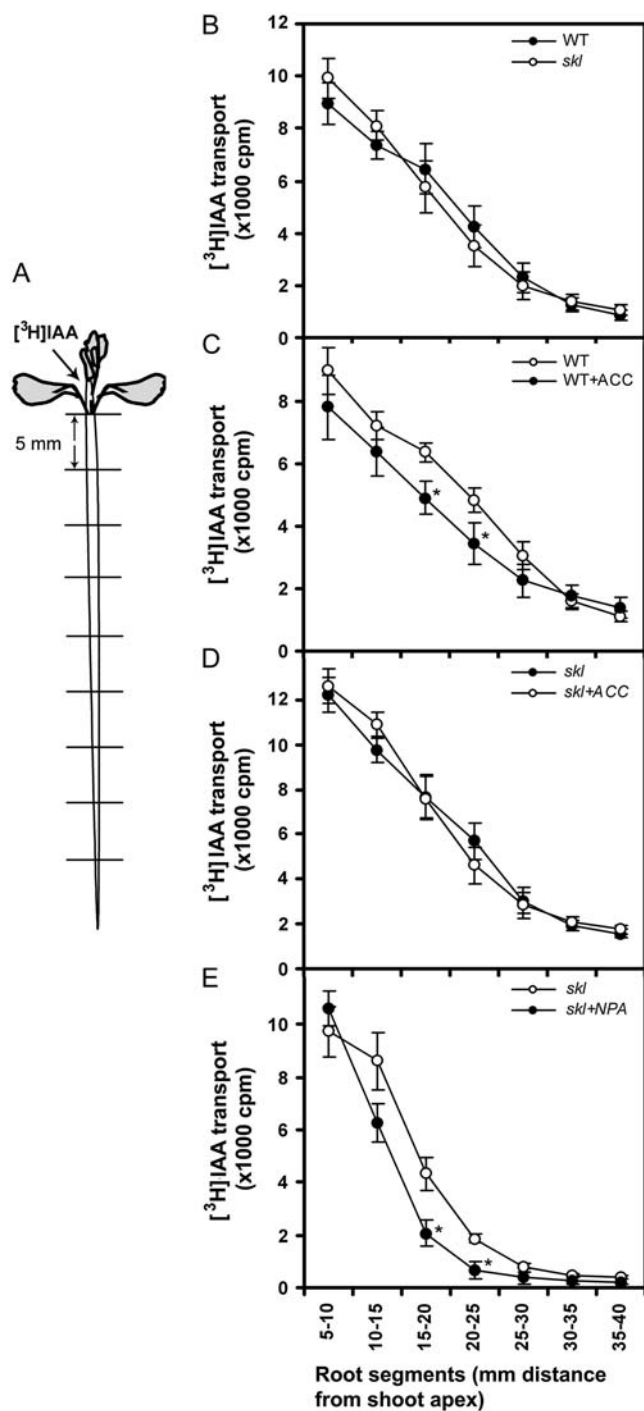 A
[³H]IAA
5 mm
B
[³H]IAA transport
(x1000 cpm)
12
10
8
6
4
2
0
WT
skl
C
[³H]IAA transport
(x1000 cpm)
8
6
4
2
0
WT
WT+ACC
*
*
D
[³H]IAA transport
(x1000 cpm)
12
10
8
6
4
2
0
skl
skl+ACC
E
[³H]IAA transport
(x1000 cpm)
10
8
6
4
2
0
skl
skl+NPA
*
*
5-10
10-15
15-20
20-25
25-30
30-35
35-40
Root segments (mm distance
from shoot apex)